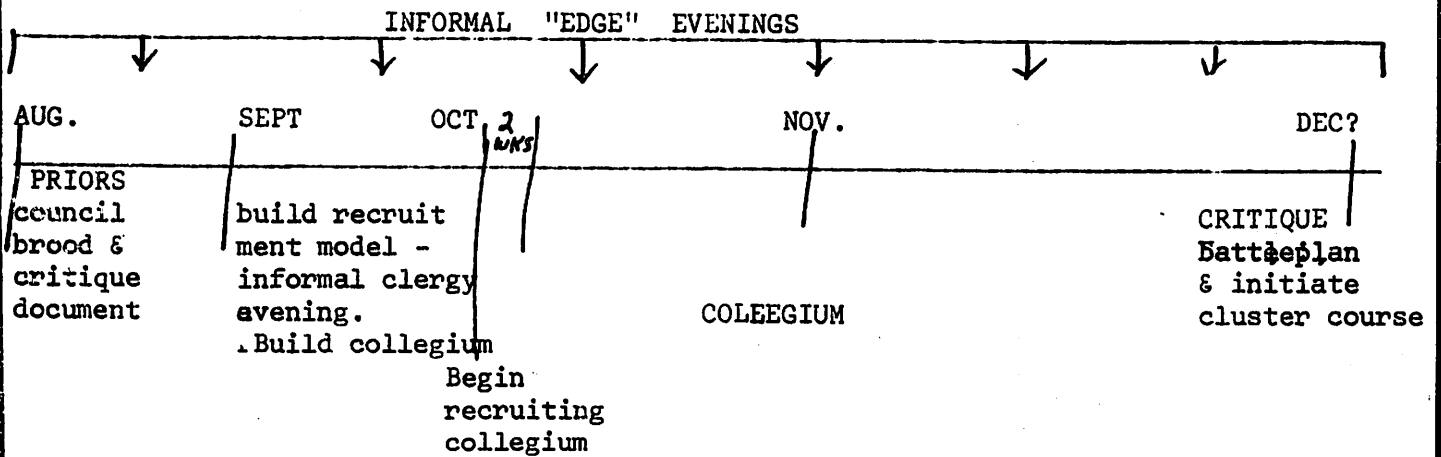 INFORMAL "EDGE" EVENINGS
AUG. SEPT OCT. 2 WKS NOV. DEC?
PRIORS
council
brood &
critique
document
build recruit
ment model -
informal clergy
evening.
.Build collegium
Begin
recruiting
collegium
COLEEGIUM
CRITIQUE
Battleplan
& initiate
cluster course